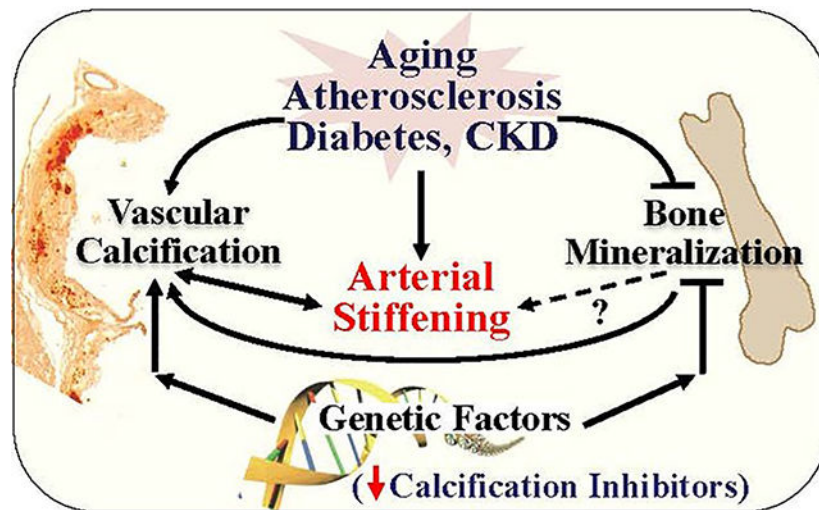 Aging
Atherosclerosis
Diabetes, CKD
Vascular
Calcification
Bone
Mineralization
Arterial
Stiffening
?
Genetic Factors
(↓Calcification Inhibitors)